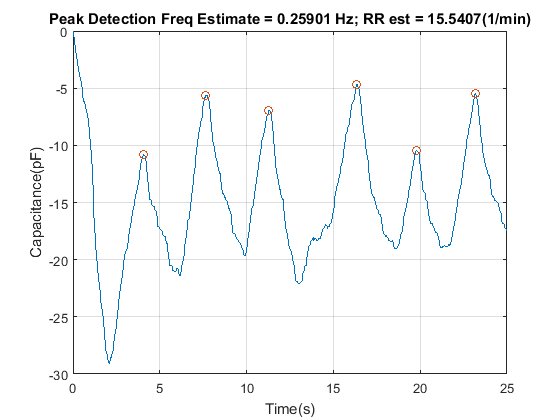 Peak Detection Freq Estimate = 0.25901 Hz; RR est = 15.5407(1/min)
0
-5
-10
-15
-20
-25
-30
Capacitance(pF)
0 5 10 15 20 25
Time(s)